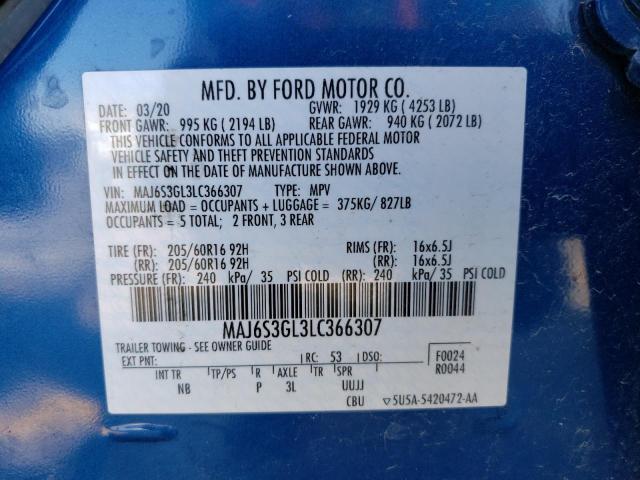 MFD. BY FORD MOTOR CO.
DATE: 03/20 GVWR: 1929 KG ( 4253 LB)
FRONT GAWR: 995 KG ( 2194 LB) REAR GAWR: 940 KG ( 2072 LB)
THIS VEHICLE CONFORMS TO ALL APPLICABLE FEDERAL MOTOR
VEHICLE SAFETY AND THEFT PREVENTION STANDARDS
IN EFFECT ON THE DATE OF MANUFACTURE SHOWN ABOVE.
VIN: MAJ6S3GL3LC366307 TYPE: MPV
MAXIMUM LOAD = OCCUPANTS + LUGGAGE = 375KG/ 827LB
OCCUPANTS = 5 TOTAL; 2 FRONT, 3 REAR
TIRE (FR): 205/60R16 92H RIMS (FR): 16x6.5J
(RR): 205/60R16 92H (RR): 16x6.5J
PRESSURE (FR): 240 kPa/ 35 PSI COLD (RR): 240 kPa/ 35 PSI COLD
MAJ6S3GL3LC366307
TRAILER TOWING - SEE OWNER GUIDE
EXT PNT: RC: 53 DSO: F0024
R0044
INT TR TP/PS R AXLE TR SPR
NB P 3L UUJJ
CBU ▽5U5A-5420472-AA